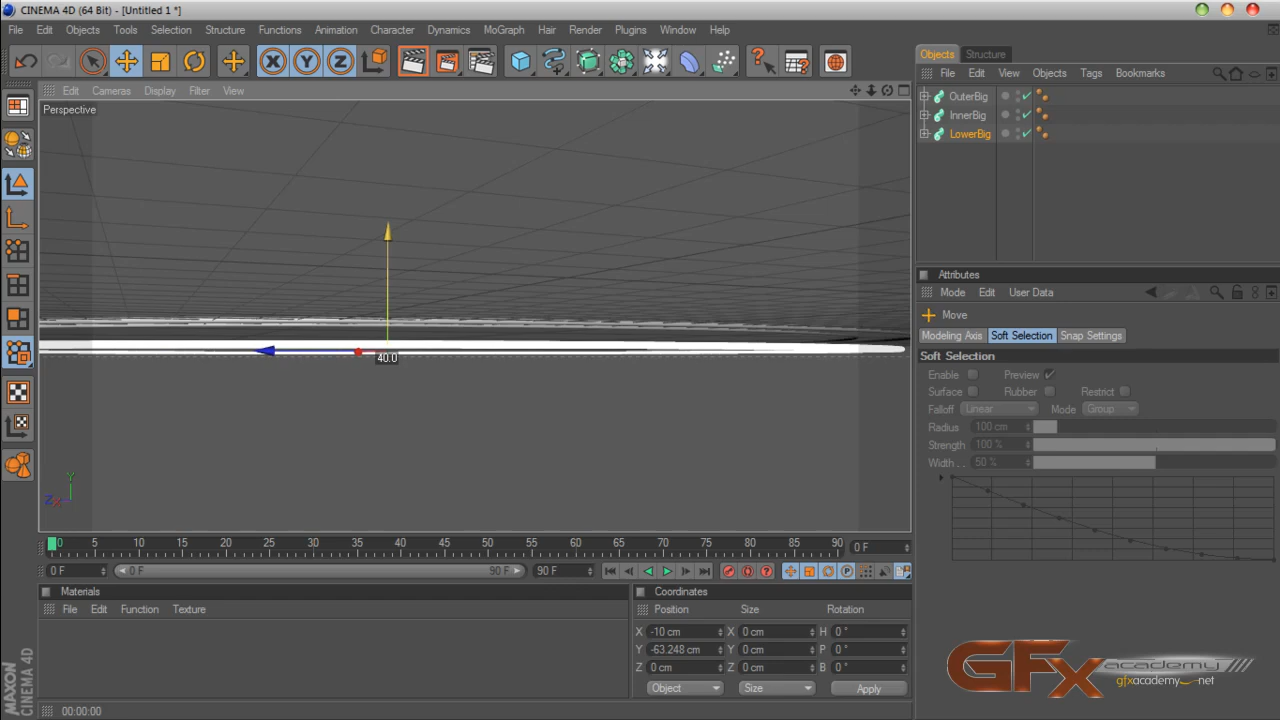 CINEMA 4D (64 Bit) - [Untitled 1 *]
File Edit Objects Tools Selection Structure Functions Animation Character Dynamics MoGraph Hair Render Plugins Window Help
X Y Z
Objects Structure
File Edit View Objects Tags Bookmarks
Edit Cameras Display Filter View
Perspective
OuterBig
InnerBig
LowerBig
40.0
Y
Z X
Attributes
Mode Edit User Data
Move
Modeling Axis Soft Selection Snap Settings
Soft Selection
Enable Preview
Surface Rubber Restrict
Falloff Linear Mode Group
Radius 100 cm
Strength 100 %
Width . . 50 %
0 5 10 15 20 25 30 35 40 45 50 55 60 65 70 75 80 85 90 0 F
0 F 0 F 90 F 90 F
Materials
File Edit Function Texture
Coordinates
Position Size Rotation
X -10 cm X 0 cm H 0 °
Y -63.248 cm Y 0 cm P 0 °
Z 0 cm Z 0 cm B 0 °
Object Size Apply
MAXON
CINEMA 4D
00:00:00
GFx academy
gfxacademy.net